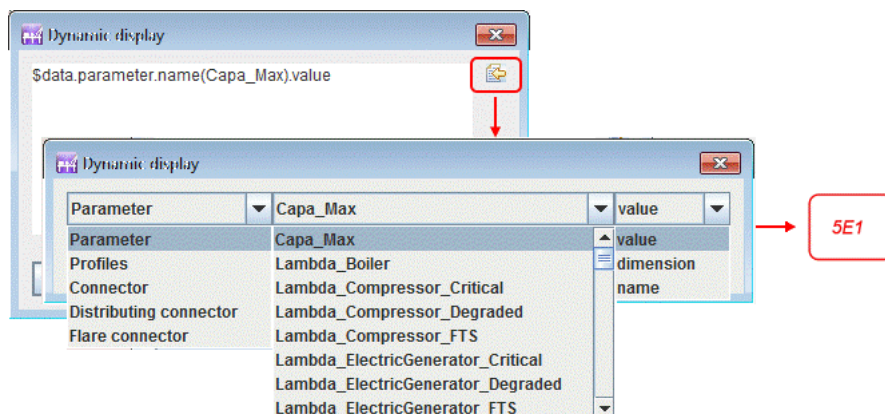 Dynamic display
$data.parameter.name(Capa_Max).value
Dynamic display
Parameter Capa_Max value
Parameter Capa_Max value
Profiles Lambda_Boiler dimension
Connector Lambda_Compressor_Critical name
Distributing connector Lambda_Compressor_Degraded
Flare connector Lambda_Compressor_FTS
Lambda_ElectricGenerator_Critical
Lambda_ElectricGenerator_Degraded
Lambda_ElectricGenerator_FTS
5E1